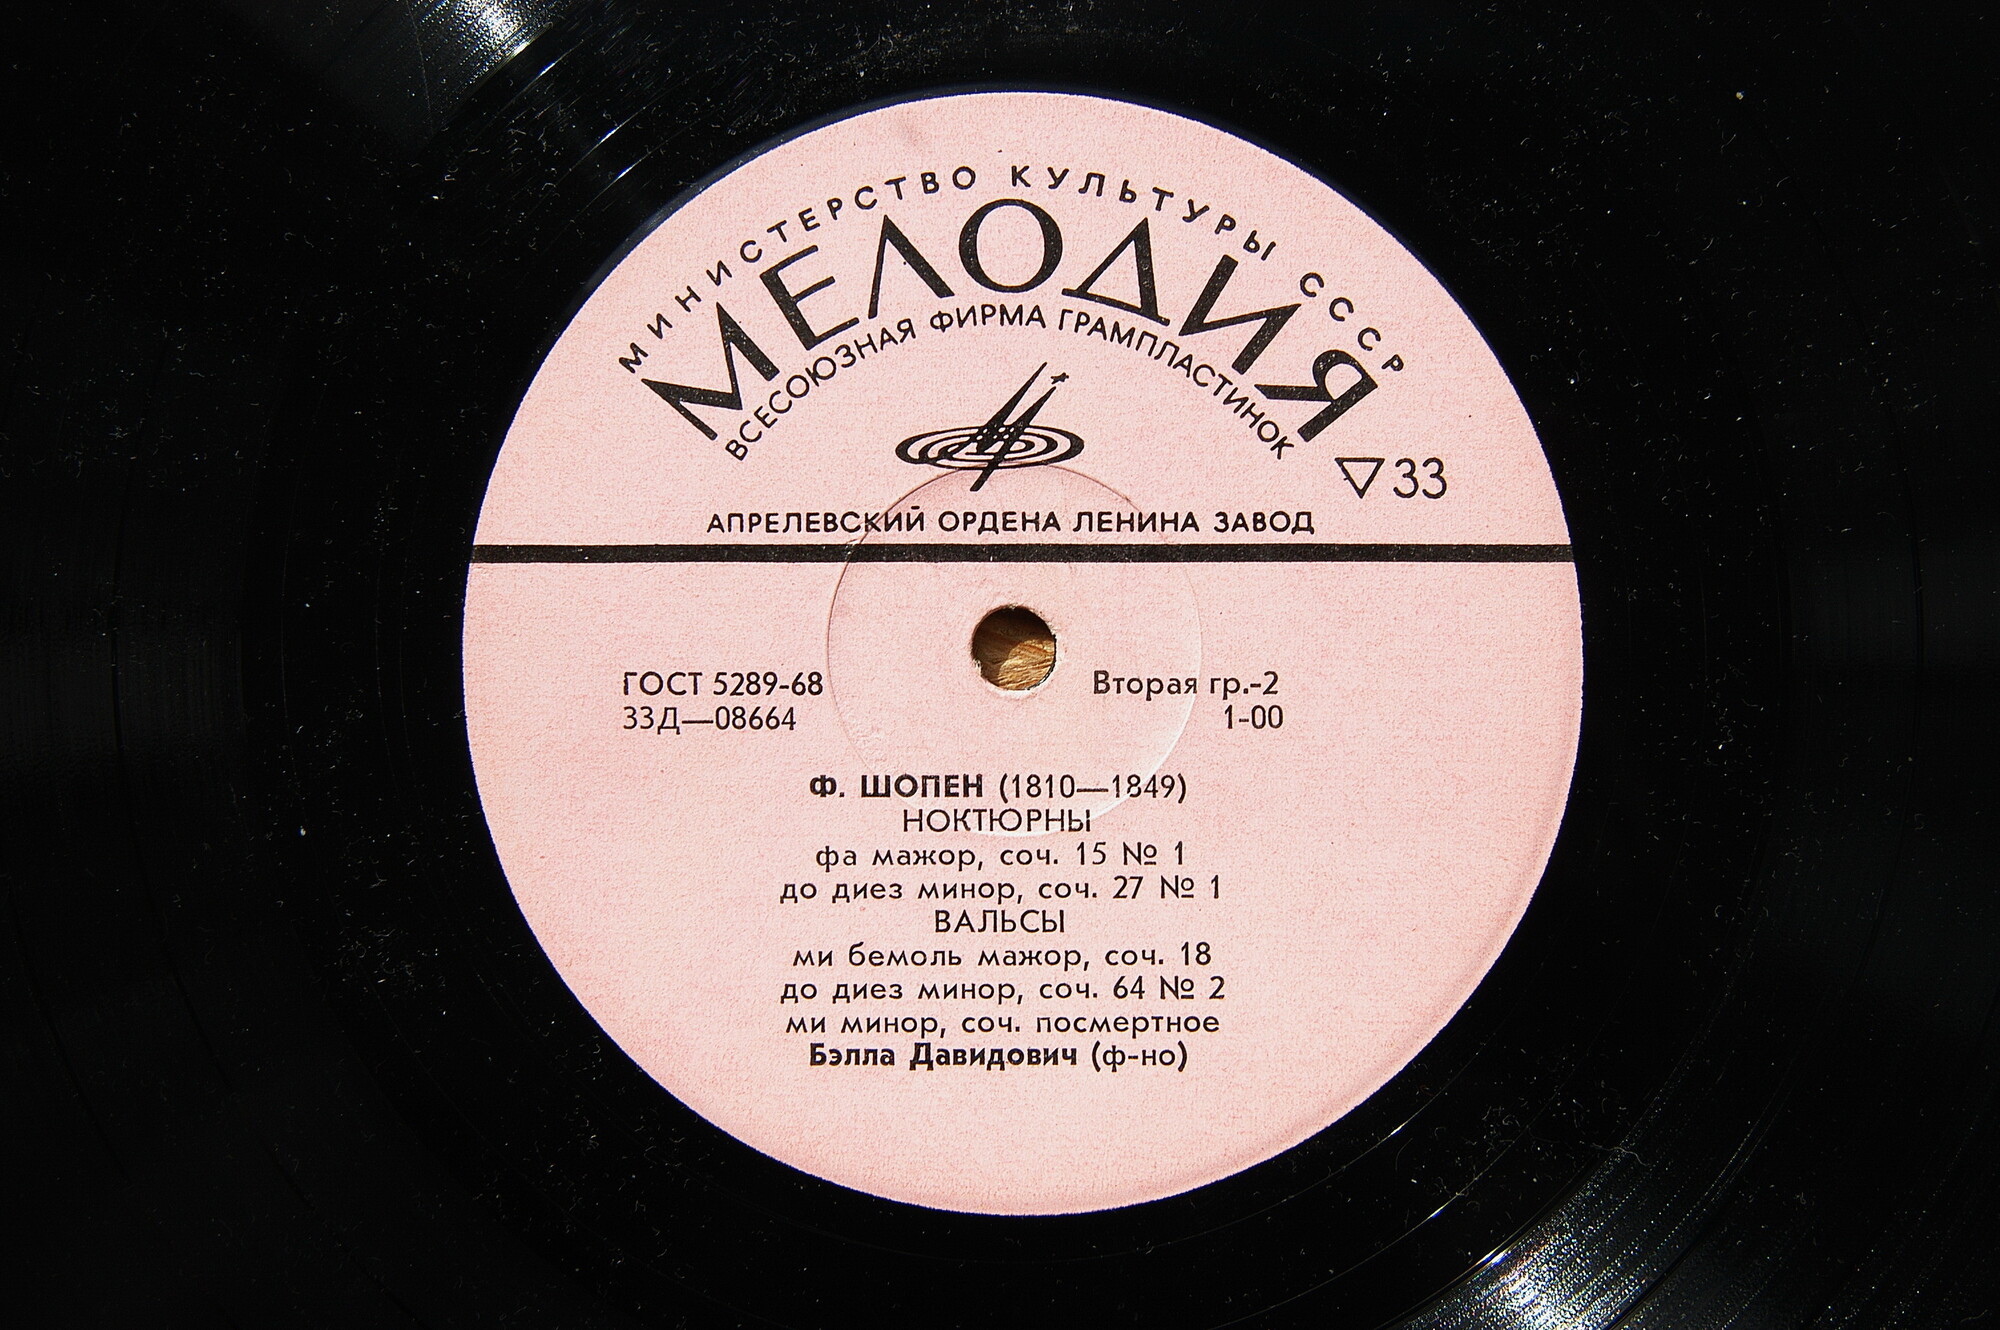 МИНИСТЕРСТВО КУЛЬТУРЫ СССР
МЕЛОДИЯ
ВСЕСОЮЗНАЯ ФИРМА ГРАМПЛАСТИНОК
▽33
АПРЕЛЕВСКИЙ ОРДЕНА ЛЕНИНА ЗАВОД
ГОСТ 5289-68
33Д—08664
Вторая гр.-2
1-00
Ф. ШОПЕН (1810—1849)
НОКТЮРНЫ
фа мажор, соч. 15 № 1
до диез минор, соч. 27 № 1
ВАЛЬСЫ
ми бемоль мажор, соч. 18
до диез минор, соч. 64 № 2
ми минор, соч. посмертное
Бэлла Давидович (ф-но)